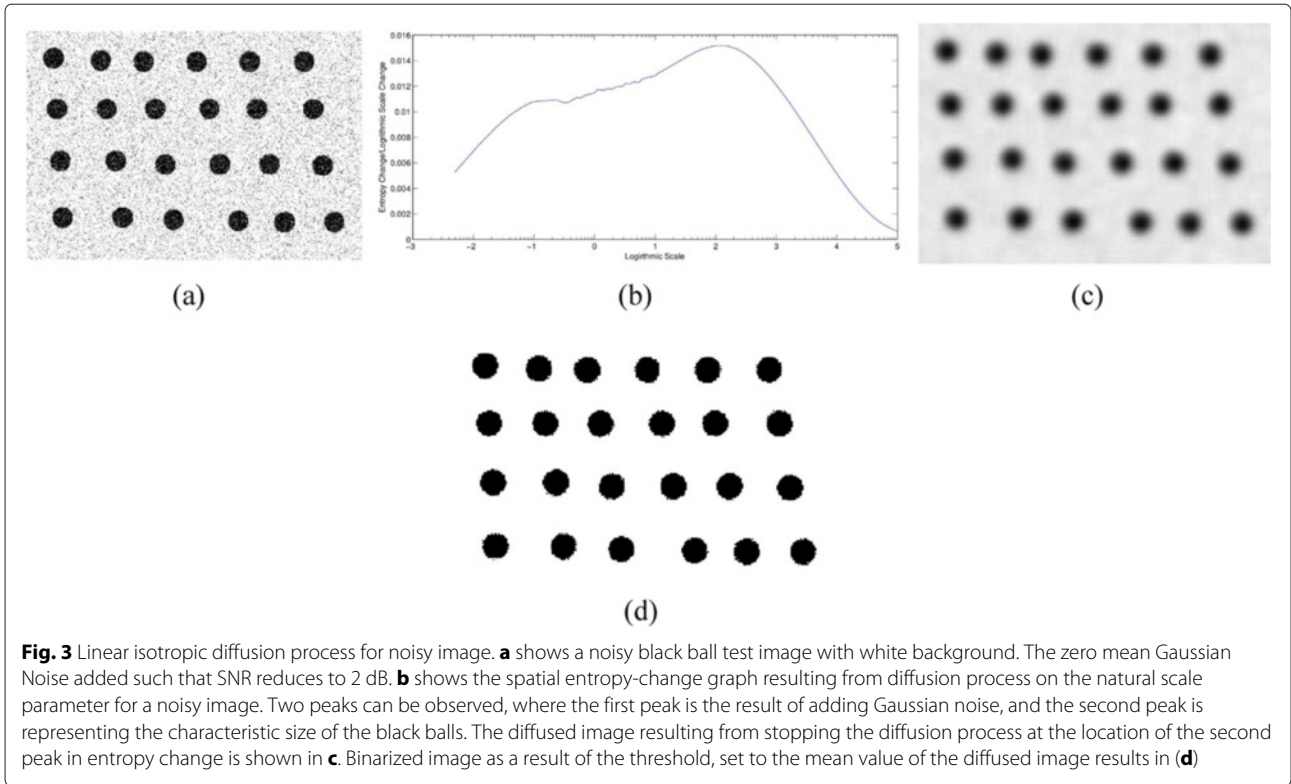 0.016
0.014
0.012
0.01
0.008
0.006
0.004
0.002
0
Entropy Change/Logrithmic Scale Change
−3 −2 −1 0 1 2 3 4 5
Logirthmic Scale
(a) (b) (c)
(d)
Fig. 3 Linear isotropic diffusion process for noisy image. a shows a noisy black ball test image with white background. The zero mean Gaussian
Noise added such that SNR reduces to 2 dB. b shows the spatial entropy-change graph resulting from diffusion process on the natural scale
parameter for a noisy image. Two peaks can be observed, where the first peak is the result of adding Gaussian noise, and the second peak is
representing the characteristic size of the black balls. The diffused image resulting from stopping the diffusion process at the location of the second
peak in entropy change is shown in c. Binarized image as a result of the threshold, set to the mean value of the diffused image results in (d)